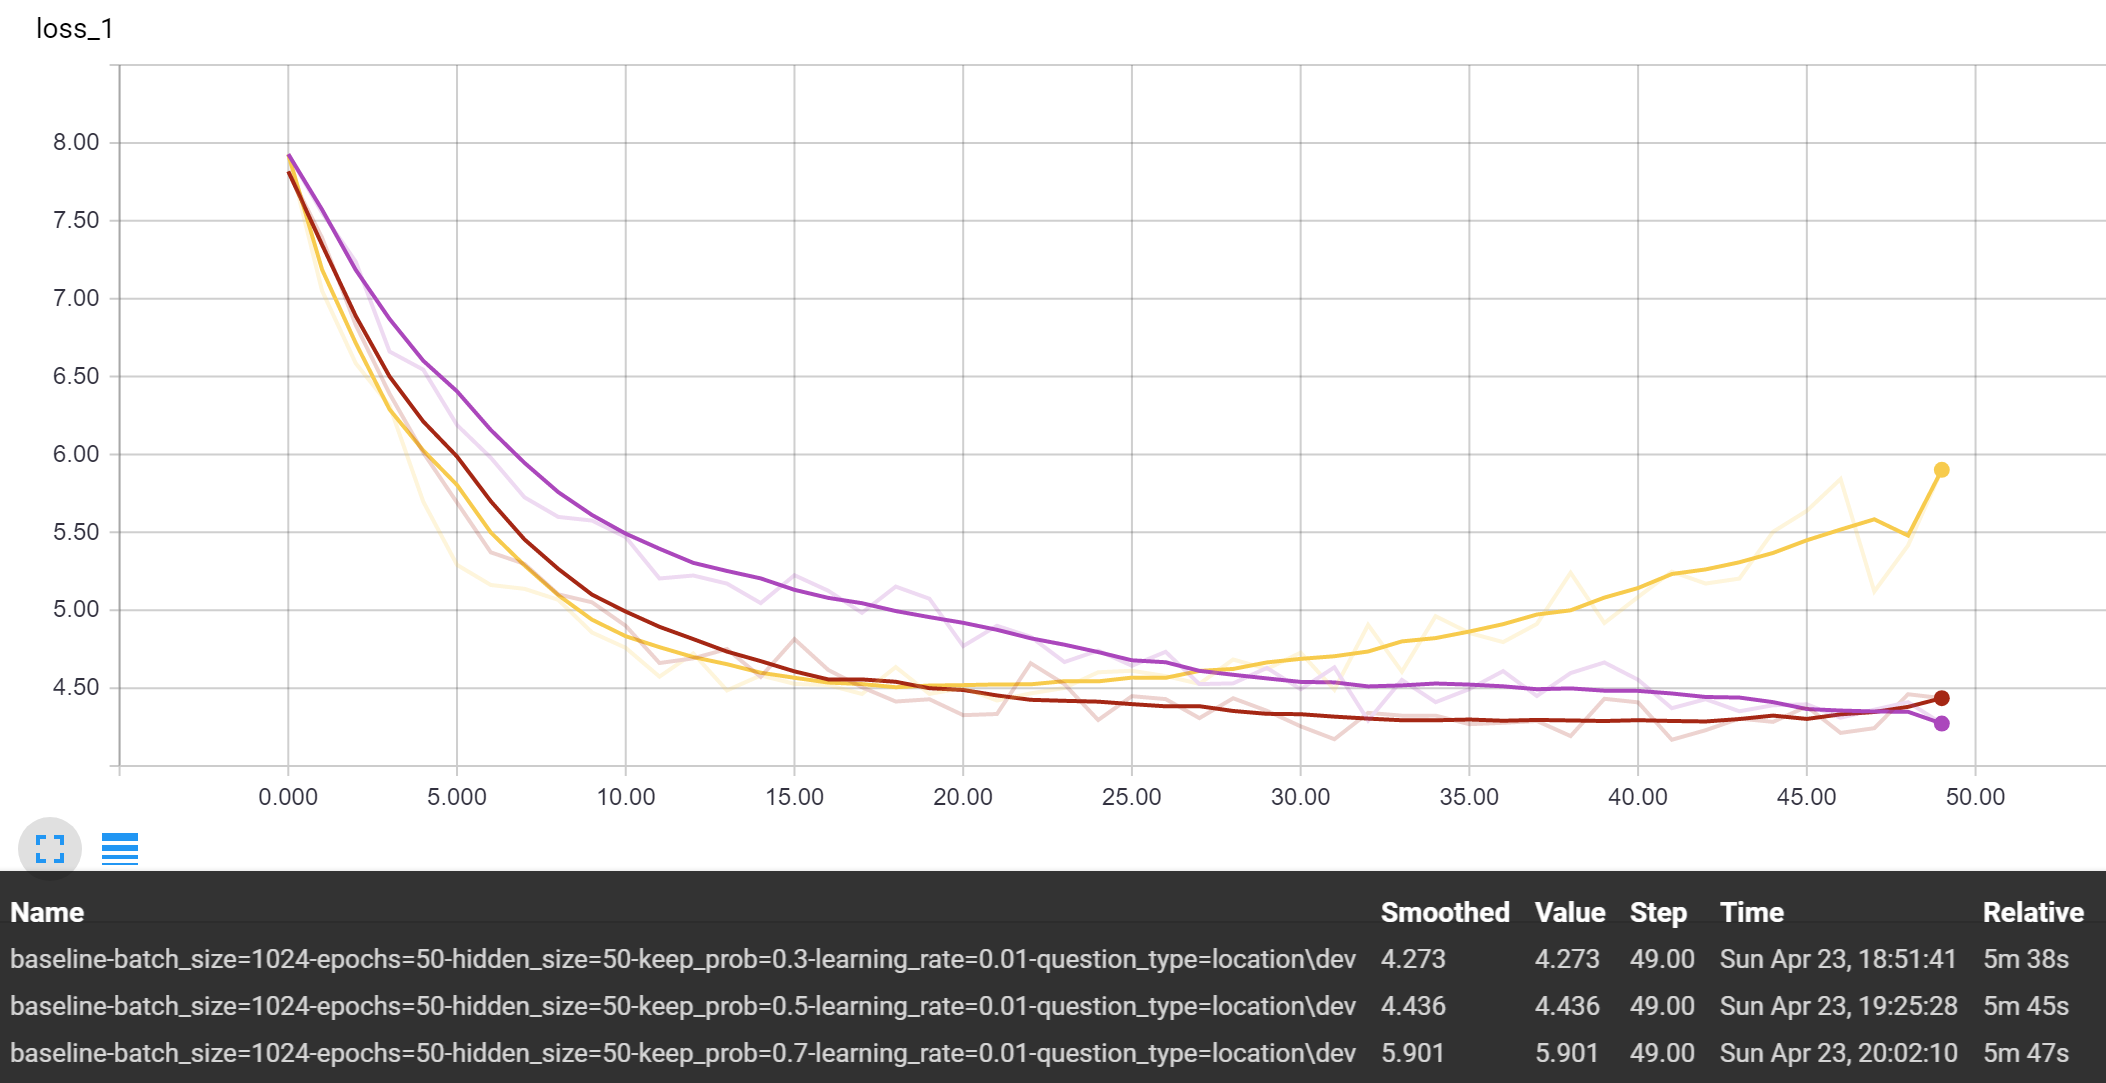 loss_1
8.00
7.50
7.00
6.50
6.00
5.50
5.00
4.50
0.000 5.000 10.00 15.00 20.00 25.00 30.00 35.00 40.00 45.00 50.00
Name Smoothed Value Step Time Relative
baseline-batch_size=1024-epochs=50-hidden_size=50-keep_prob=0.3-learning_rate=0.01-question_type=location\dev 4.273 4.273 49.00 Sun Apr 23, 18:51:41 5m 38s
baseline-batch_size=1024-epochs=50-hidden_size=50-keep_prob=0.5-learning_rate=0.01-question_type=location\dev 4.436 4.436 49.00 Sun Apr 23, 19:25:28 5m 45s
baseline-batch_size=1024-epochs=50-hidden_size=50-keep_prob=0.7-learning_rate=0.01-question_type=location\dev 5.901 5.901 49.00 Sun Apr 23, 20:02:10 5m 47s